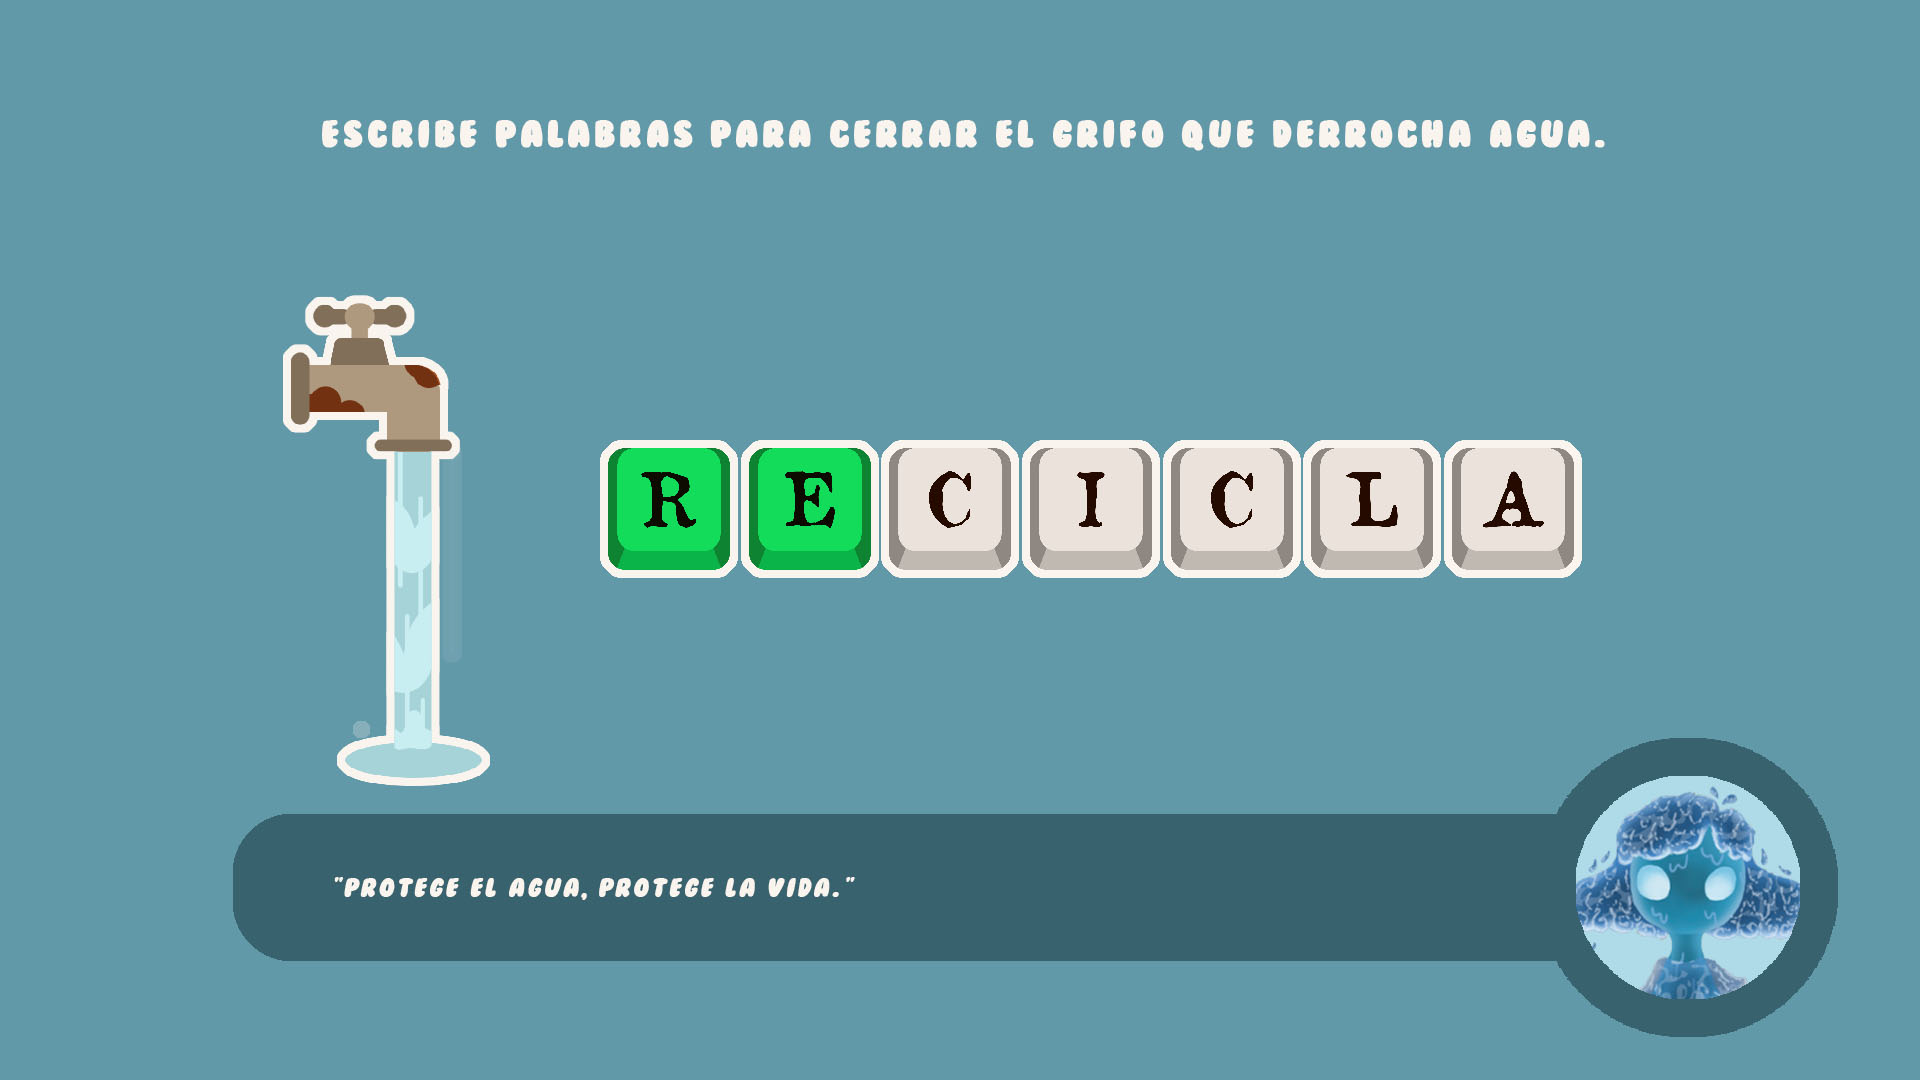 ESCRIBE PALABRAS PARA CERRAR EL GRIFO QUE DERROCHA AGUA.
RECICLA
"PROTEGE EL AGUA, PROTEGE LA VIDA."